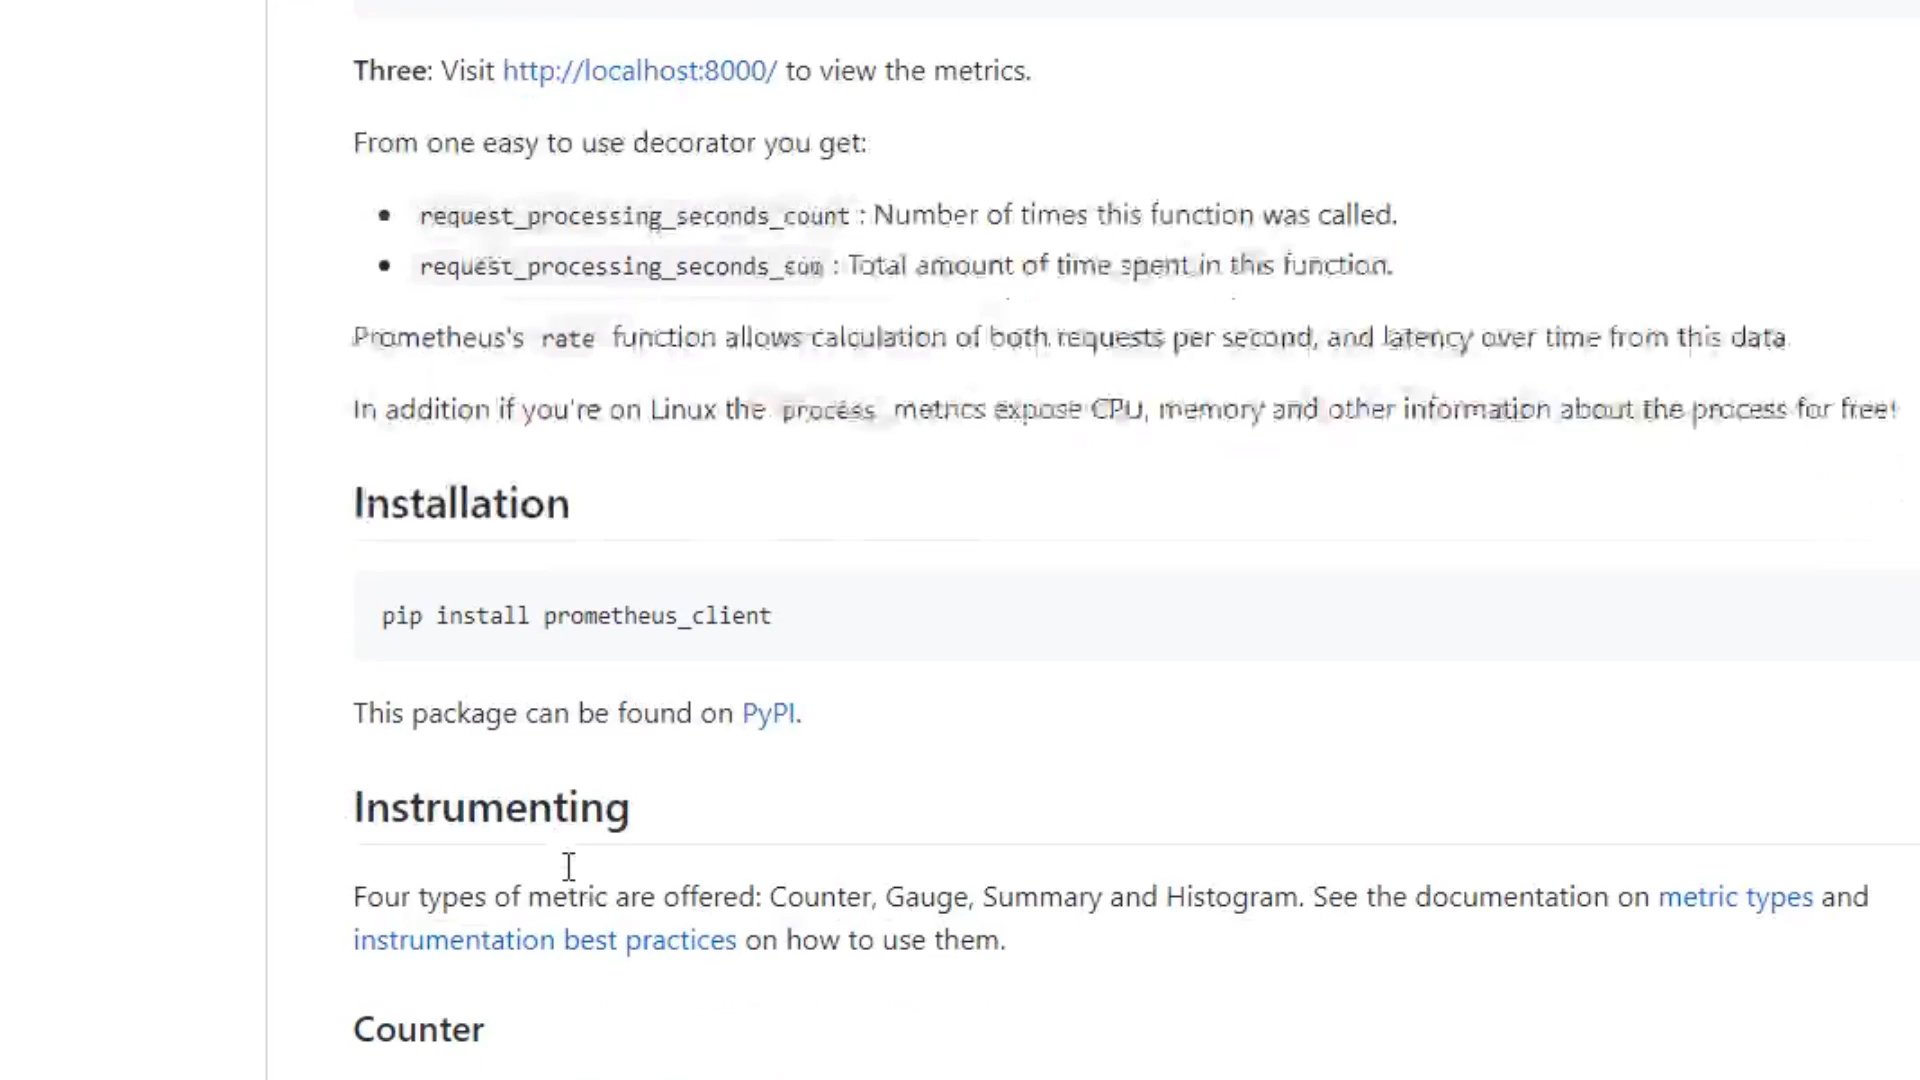 Three: Visit http://localhost:8000/ to view the metrics.
From one easy to use decorator you get:
• request_processing_seconds_count : Number of times this function was called.
• request_processing_seconds_sum : Total amount of time spent in this function.
Prometheus's rate function allows calculation of both requests per second, and latency over time from this data
In addition if you're on Linux the process metrics expose CPU, memory and other information about the process for free!
Installation
pip install prometheus_client
This package can be found on PyPI.
Instrumenting
Four types of metric are offered: Counter, Gauge, Summary and Histogram. See the documentation on metric types and
instrumentation best practices on how to use them.
Counter